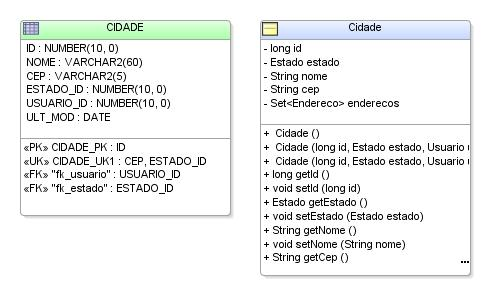 CIDADE
ID : NUMBER(10, 0)
NOME : VARCHAR2(60)
CEP : VARCHAR2(5)
ESTADO_ID : NUMBER(10, 0)
USUARIO_ID : NUMBER(10, 0)
ULT_MOD : DATE
«PK» CIDADE_PK : ID
«UK» CIDADE_UK1 : CEP, ESTADO_ID
«FK» "fk_usuario" : USUARIO_ID
«FK» "fk_estado" : ESTADO_ID
Cidade
- long id
- Estado estado
- String nome
- String cep
- Set<Endereco> enderecos
+ Cidade ()
+ Cidade (long id, Estado estado, Usuario
+ Cidade (long id, Estado estado, Usuario
+ long getId ()
+ void setId (long id)
+ Estado getEstado ()
+ void setEstado (Estado estado)
+ String getNome ()
+ void setNome (String nome)
+ String getCep ()
...